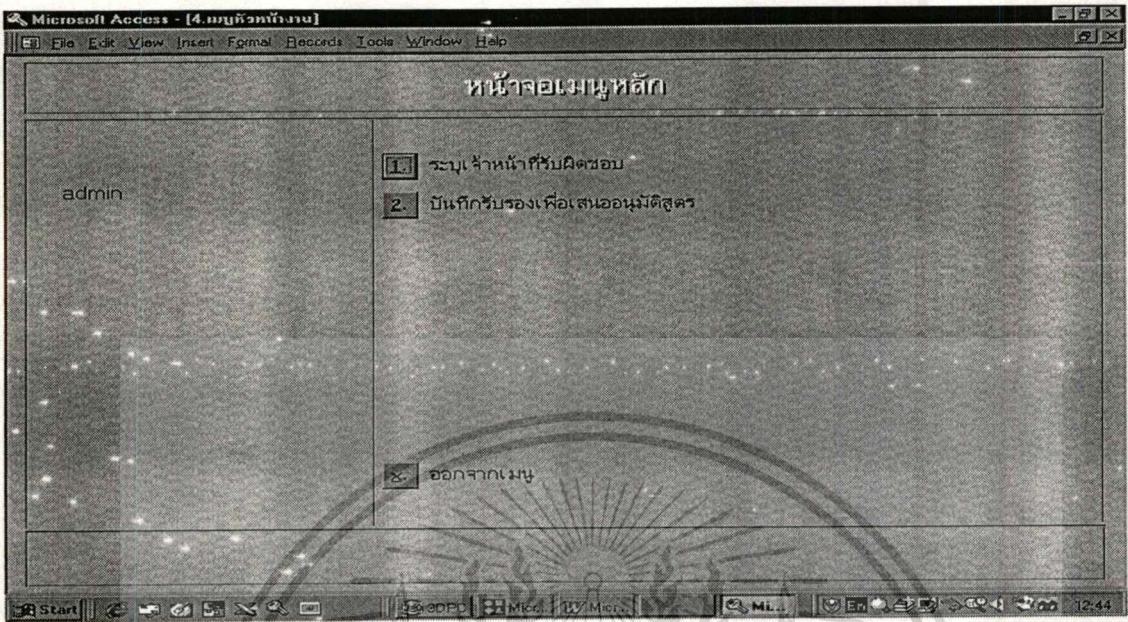 Microsoft Access - [4.เมนูหัวหน้างาน]
File Edit View Insert Format Records Tools Window Help
หน้าจอเมนูหลัก
admin
1. ระบุเจ้าหน้าที่รับผิดชอบ
2. บันทึกรับรองเพื่อเสนออนุมัติสูตร
x. ออกจากเมนู
Start Micr... Micr... Mi... En 12:44